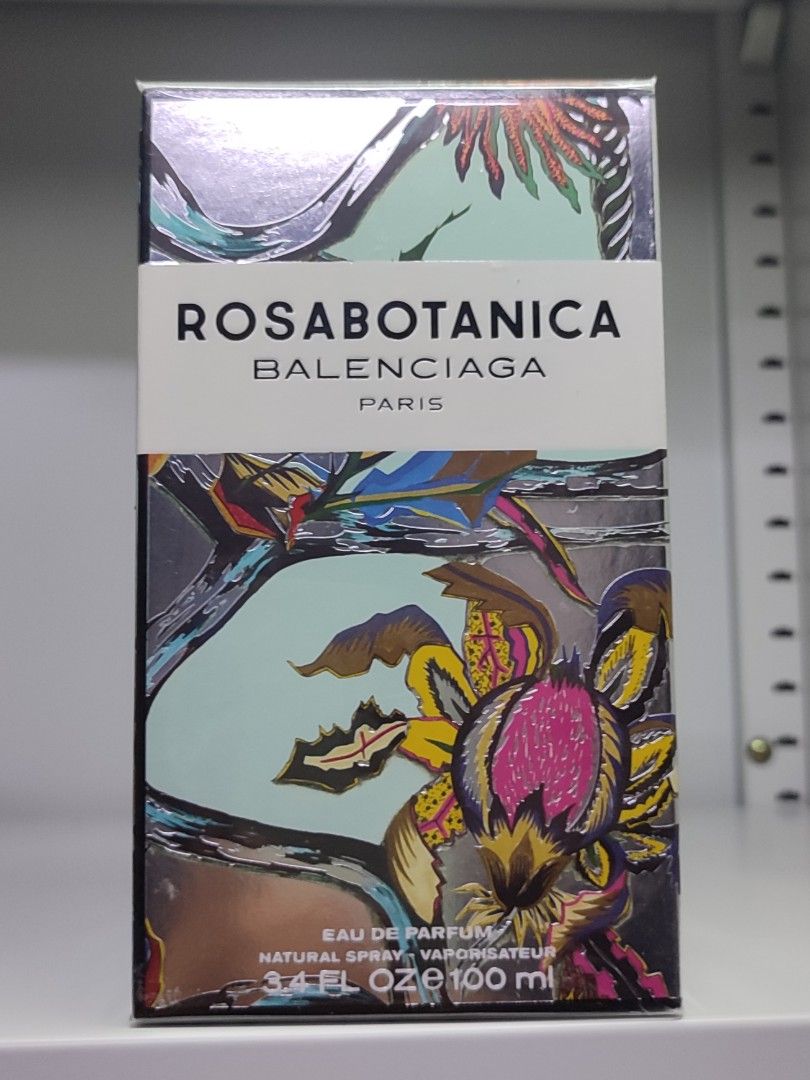 ROSABOTANICA
BALENCIAGA
PARIS
EAU DE PARFUM
NATURAL SPRAY - VAPORISATEUR
3.4 FL OZ e 100 ml